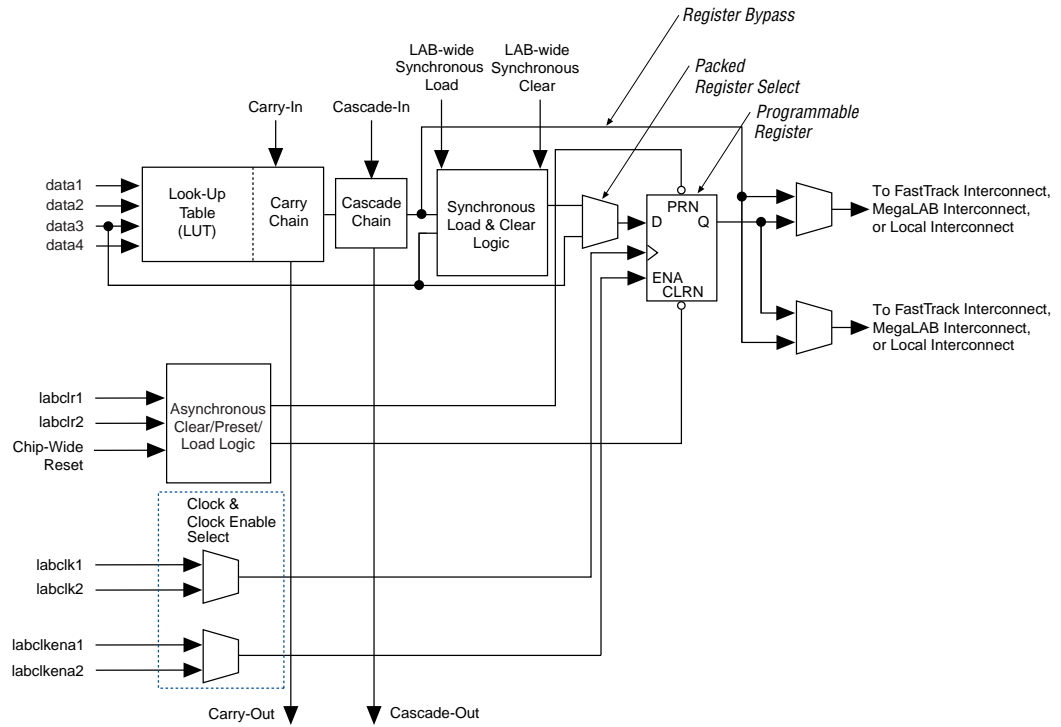 Register Bypass
LAB-wide
Synchronous
Load
LAB-wide
Synchronous
Clear
Packed
Register Select
Carry-In
Cascade-In
Programmable
Register
data1
data2
data3
data4
Look-Up
Table
(LUT)
Carry
Chain
Cascade
Chain
Synchronous
Load & Clear
Logic
PRN
D
Q
ENA
CLRN
To FastTrack Interconnect,
MegaLAB Interconnect,
or Local Interconnect
To FastTrack Interconnect,
MegaLAB Interconnect,
or Local Interconnect
labclr1
labclr2
Chip-Wide
Reset
Asynchronous
Clear/Preset/
Load Logic
Clock &
Clock Enable
Select
labclk1
labclk2
labclkena1
labclkena2
Carry-Out
Cascade-Out